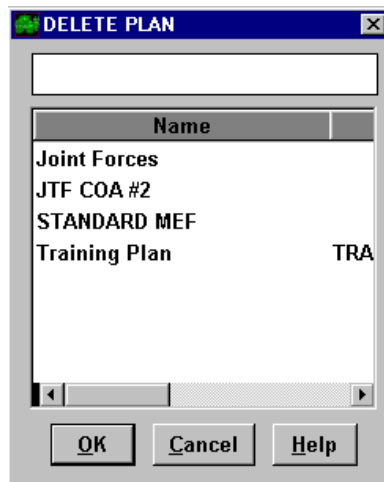 DELETE PLAN
Name
Joint Forces
JTF COA #2
STANDARD MEF
Training Plan TRA
OK Cancel Help